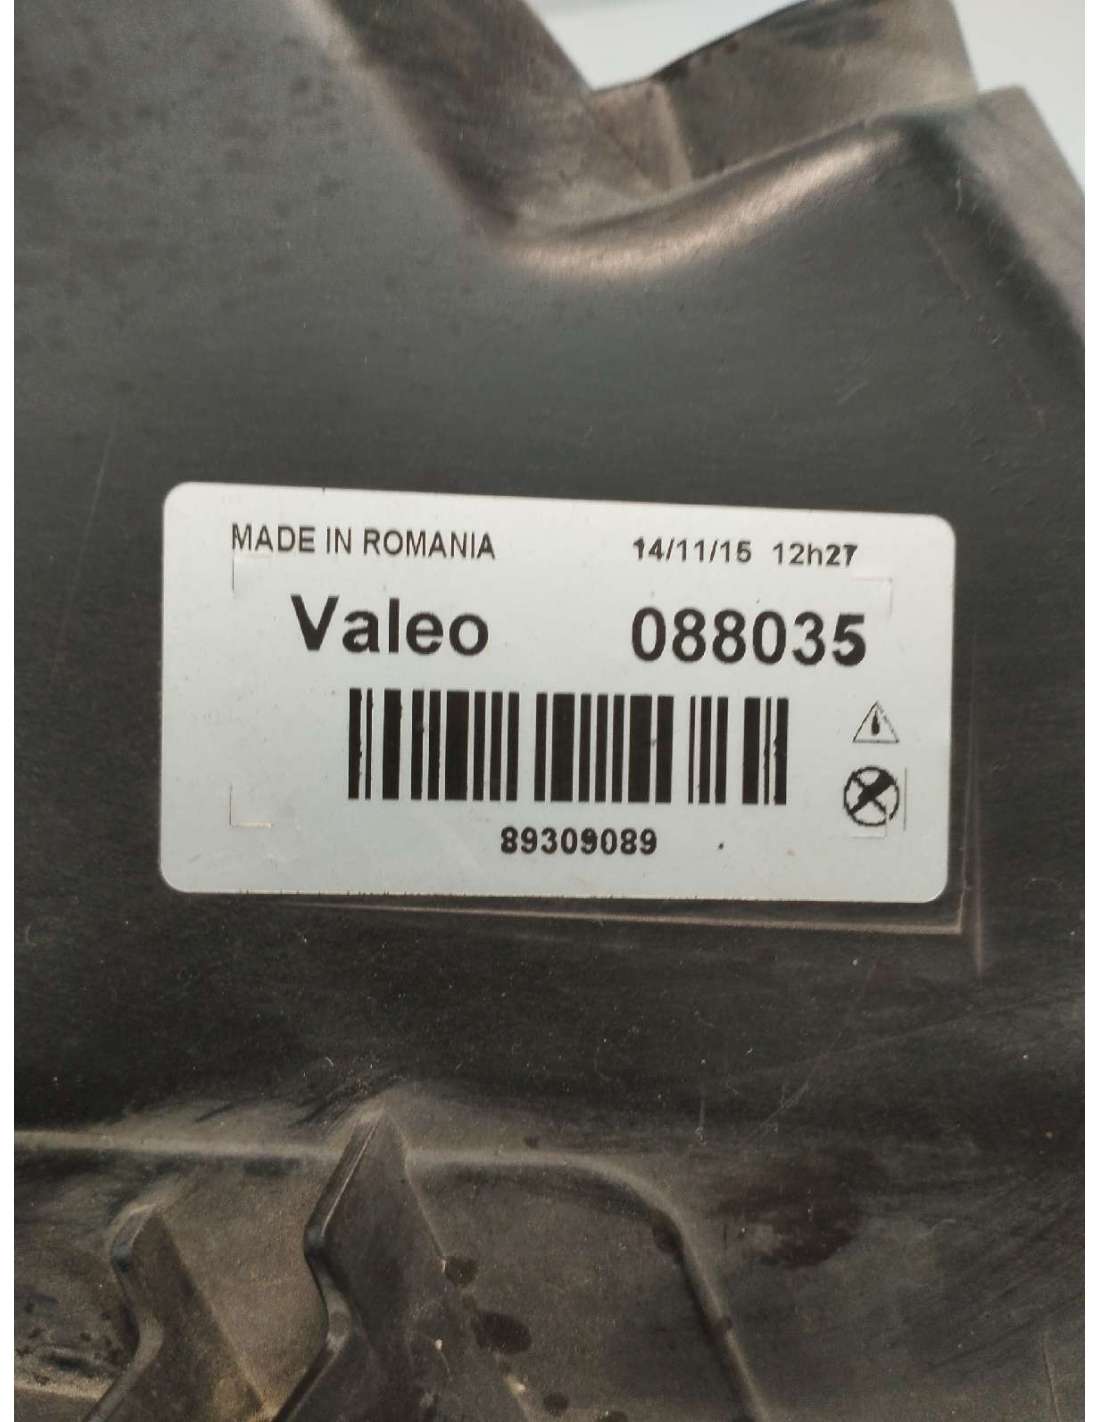 MADE IN ROMANIA 14/11/15 12h27
Valeo 088035
89309089